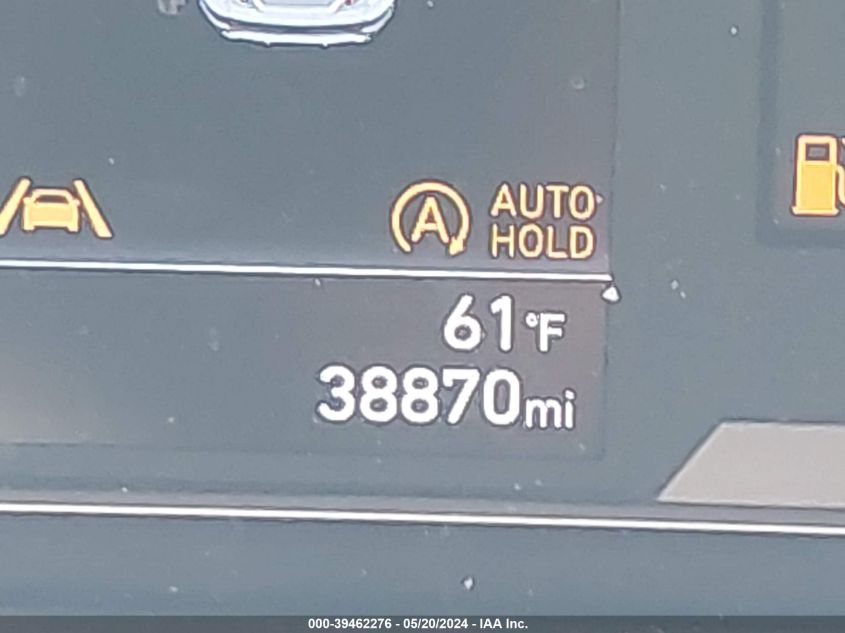 A
AUTO
HOLD
61°F
38870mi
000-39462276 - 05/20/2024 - IAA Inc.